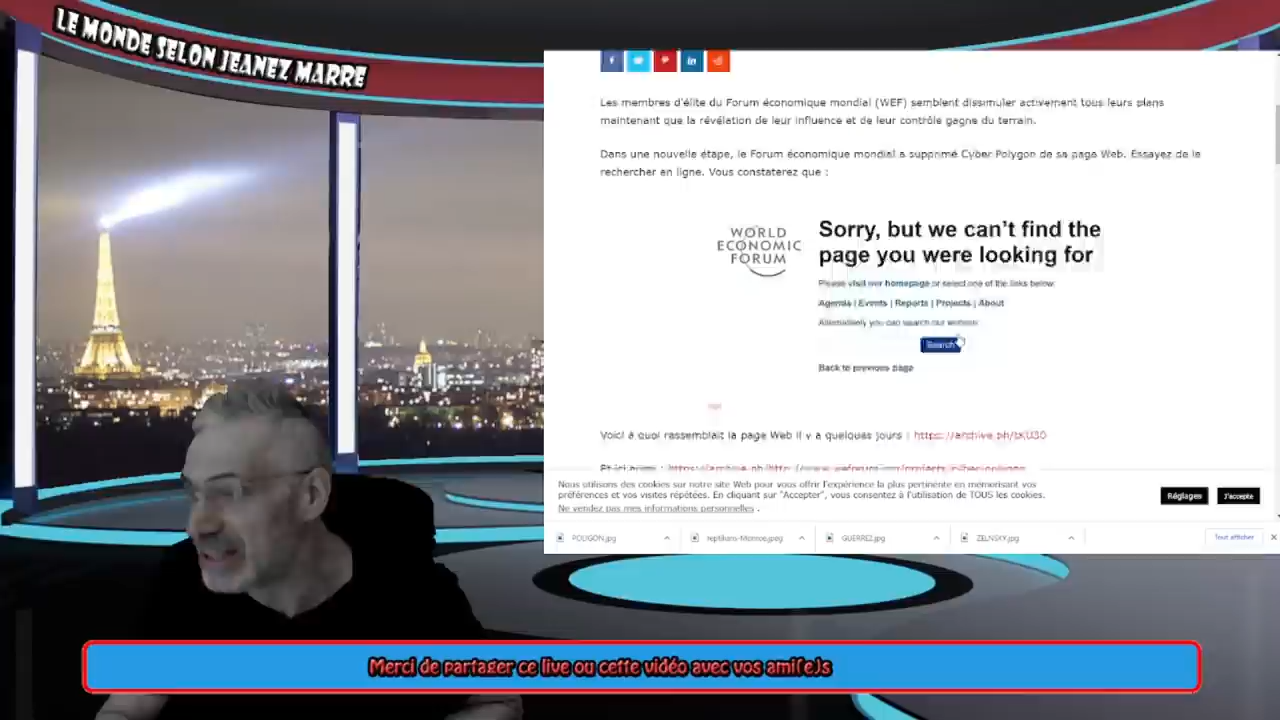 LE MONDE SELON JEANEZ MARRE
Les membres d'élite du Forum économique mondial (WEF) semblent dissimuler activement tous leurs plans
maintenant que la révélation de leur influence et de leur contrôle gagne du terrain.
Dans une nouvelle étape, le Forum économique mondial a supprimé Cyber Polygon de sa page Web. Essayez de le
rechercher en ligne. Vous constaterez que :
WORLD
ECONOMIC
FORUM
Sorry, but we can't find the
page you were looking for
Please visit our homepage or select one of the links below
Agenda | Events | Reports | Projects | About
Alternatively you can search our website
Search
Back to previous page
Voici à quoi ressemblait la page Web il y a quelques jours :
Nous utilisons des cookies sur notre site Web pour vous offrir l'expérience la plus pertinente en mémorisant vos
préférences et vos visites répétées. En cliquant sur "Accepter", vous consentez à l'utilisation de TOUS les cookies.
Ne vendez pas mes informations personnelles .
Réglages
J'accepte
POLIGON.jpg
reptiliens-Monroe.jpeg
GUERRE2.jpg
ZELNSKY.jpg
Tout afficher
Merci de partager ce live ou cette vidéo avec vos ami(e)s